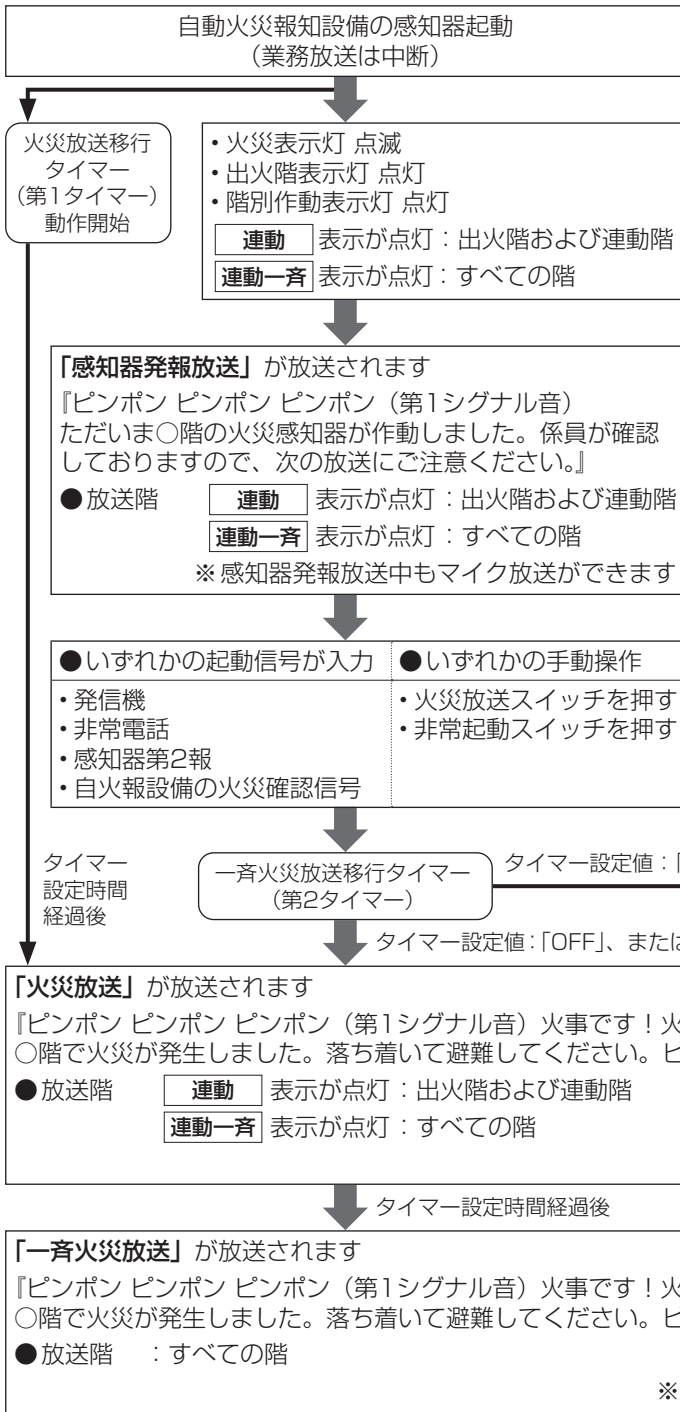 自動火災報知設備の感知器起動
（業務放送は中断）
火災放送移行
タイマー
（第1タイマー）
動作開始
・火災表示灯 点滅
・出火階表示灯 点灯
・階別作動表示灯 点灯
連動 表示が点灯：出火階および連動階
連動一斉 表示が点灯：すべての階
「感知器発報放送」が放送されます
『ピンポン ピンポン ピンポン（第1シグナル音）
ただいま○階の火災感知器が作動しました。係員が確認
しておりますので、次の放送にご注意ください。』
●放送階 連動 表示が点灯：出火階および連動階
連動一斉 表示が点灯：すべての階
※感知器発報放送中もマイク放送ができます
●いずれかの起動信号が入力
・発信機
・非常電話
・感知器第2報
・自火報設備の火災確認信号
●いずれかの手動操作
・火災放送スイッチを押す
・非常起動スイッチを押す
タイマー
設定時間
経過後
一斉火災放送移行タイマー
（第2タイマー）
タイマー設定値：「
タイマー設定値：「OFF」、または
「火災放送」が放送されます
『ピンポン ピンポン ピンポン（第1シグナル音）火事です！火
○階で火災が発生しました。落ち着いて避難してください。ピ
●放送階 連動 表示が点灯：出火階および連動階
連動一斉 表示が点灯：すべての階
タイマー設定時間経過後
「一斉火災放送」が放送されます
『ピンポン ピンポン ピンポン（第1シグナル音）火事です！火
○階で火災が発生しました。落ち着いて避難してください。ピ
●放送階 ：すべての階
※